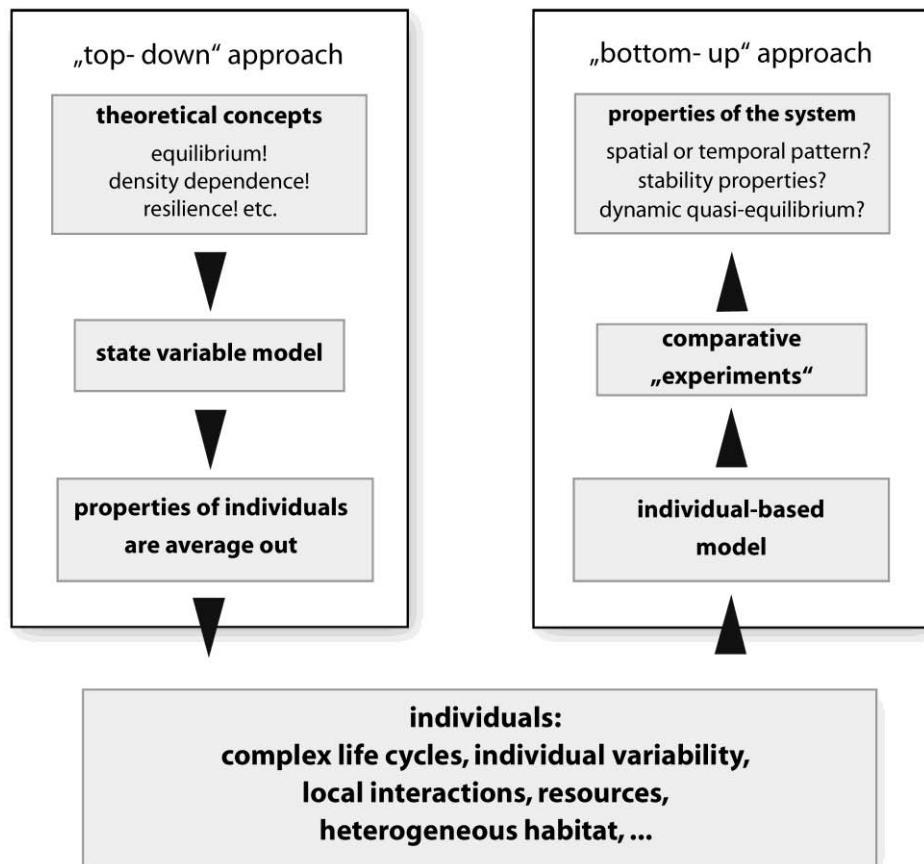 „top- down“ approach
theoretical concepts
equilibrium!
density dependence!
resilience! etc.
state variable model
properties of individuals
are average out
„bottom- up“ approach
properties of the system
spatial or temporal pattern?
stability properties?
dynamic quasi-equilibrium?
comparative
„experiments“
individual-based
model
individuals:
complex life cycles, individual variability,
local interactions, resources,
heterogeneous habitat, ...